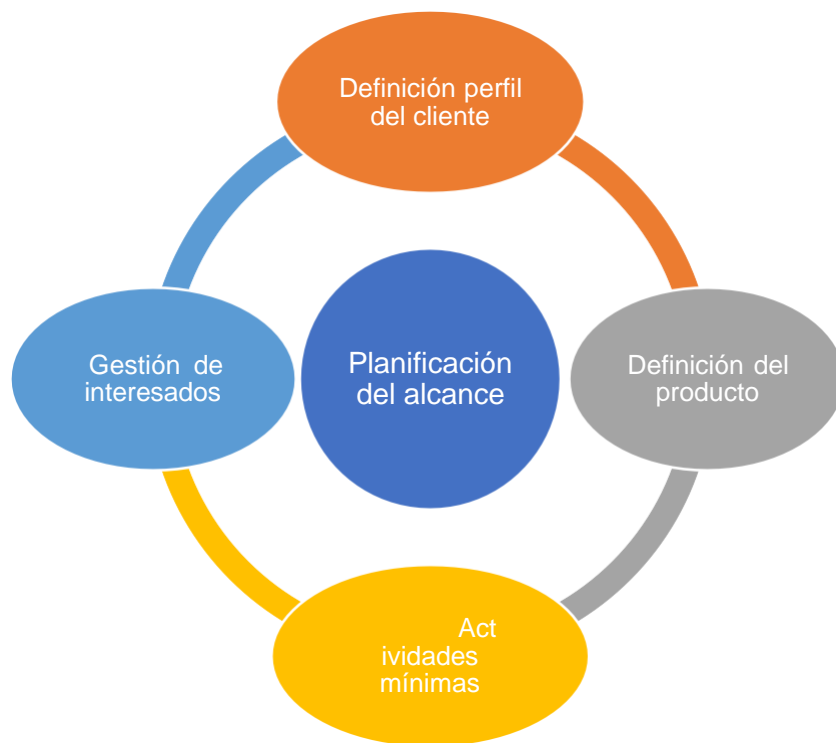 Definición perfil
del cliente
Gestión de
interesados
Planificación
del alcance
Definición del
producto
Act
ividades
mínimas